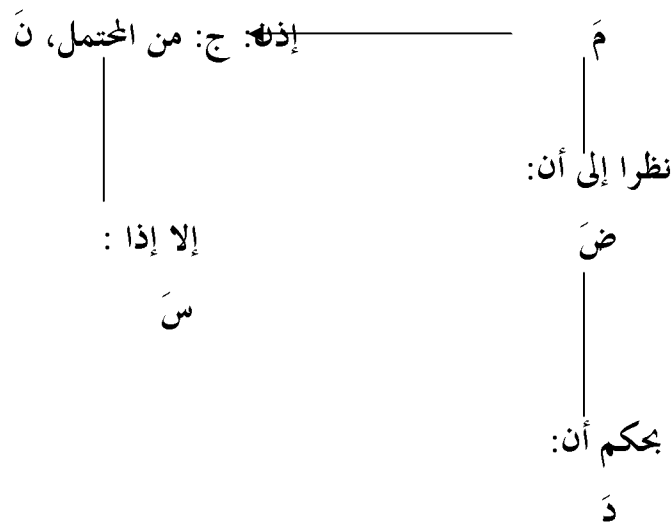 مَ إذن: ج: من المحتمل، نَ
نظرا إلى أن:
ضَ إلا إذا :
سَ
بحكم أن:
دَ